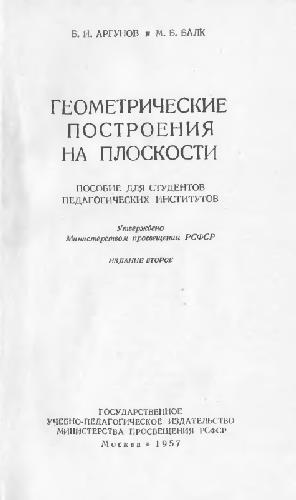 Б. И. АРГУНОВ и М. Б. БАЛК
ГЕОМЕТРИЧЕСКИЕ
ПОСТРОЕНИЯ
НА ПЛОСКОСТИ
ПОСОБИЕ ДЛЯ СТУДЕНТОВ
ПЕДАГОГИЧЕСКИХ ИНСТИТУТОВ
Утверждено
Министерством просвещения РСФСР
ИЗДАНИЕ ВТОРОЕ
ГОСУДАРСТВЕННОЕ
УЧЕБНО-ПЕДАГОГИЧЕСКОЕ ИЗДАТЕЛЬСТВО
МИНИСТЕРСТВА ПРОСВЕЩЕНИЯ РСФСР
Москва • 1957